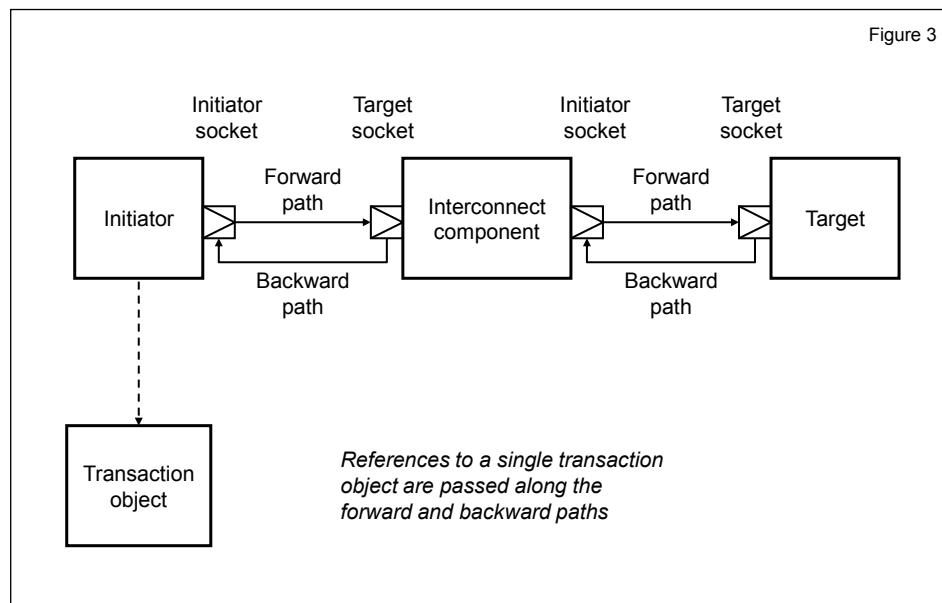 Figure 3
Initiator
socket
Target
socket
Initiator
socket
Target
socket
Initiator
Forward
path
Backward
path
Interconnect
component
Forward
path
Backward
path
Target
Transaction
object
References to a single transaction
object are passed along the
forward and backward paths